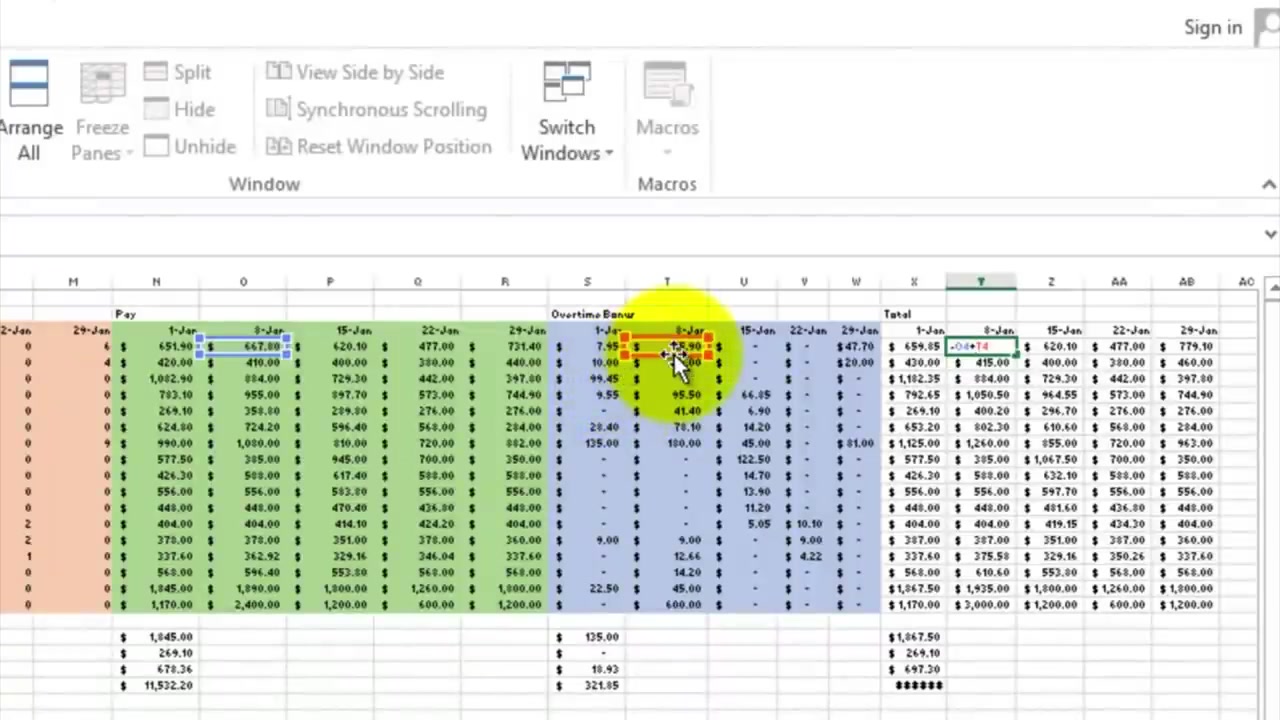 Sign in
Arrange All
Freeze Panes
Split
Hide
Unhide
View Side by Side
Synchronous Scrolling
Reset Window Position
Switch Windows
Macros
Window
Macros
M N O P Q R S T U V W X Y Z AA AB AC
Pay Overtime Bonus Total
2-Jan 29-Jan 1-Jan 8-Jan 15-Jan 22-Jan 29-Jan 1-Jan 8-Jan 15-Jan 22-Jan 29-Jan 1-Jan 8-Jan 15-Jan 22-Jan 29-Jan
0 6 $ 651.90 $ 667.80 $ 620.10 $ 477.00 $ 731.40 $ 7.95 $ - $ - $ 47.70 $ 659.85 =O4+T4 $ 620.10 $ 477.00 $ 779.10
0 4 $ 420.00 $ 410.00 $ 400.00 $ 380.00 $ 440.00 $ 10.00 $ $ - $ - $ 20.00 $ 430.00 $ 415.00 $ 400.00 $ 380.00 $ 460.00
0 0 $ 1,082.90 $ 884.00 $ 729.30 $ 442.00 $ 397.80 $ 99.45 $ $ - $ - $ - $ 1,182.35 $ 884.00 $ 729.30 $ 442.00 $ 397.80
0 0 $ 783.10 $ 955.00 $ 897.70 $ 573.00 $ 744.90 $ 9.55 $ 95.50 $ 66.85 $ - $ - $ 792.65 $ 1,050.50 $ 964.55 $ 573.00 $ 744.90
0 0 $ 269.10 $ 358.80 $ 289.80 $ 276.00 $ 276.00 $ - $ 41.40 $ 6.90 $ - $ - $ 269.10 $ 400.20 $ 296.70 $ 276.00 $ 276.00
0 0 $ 624.80 $ 724.20 $ 596.40 $ 568.00 $ 284.00 $ 28.40 $ 78.10 $ 14.20 $ - $ - $ 653.20 $ 802.30 $ 610.60 $ 568.00 $ 284.00
0 9 $ 990.00 $ 1,080.00 $ 810.00 $ 720.00 $ 882.00 $ 135.00 $ 180.00 $ 45.00 $ - $ 81.00 $ 1,125.00 $ 1,260.00 $ 855.00 $ 720.00 $ 963.00
0 0 $ 577.50 $ 385.00 $ 945.00 $ 700.00 $ 350.00 $ - $ - $ 122.50 $ - $ - $ 577.50 $ 385.00 $ 1,067.50 $ 700.00 $ 350.00
0 0 $ 426.30 $ 588.00 $ 617.40 $ 588.00 $ 588.00 $ - $ - $ 14.70 $ - $ - $ 426.30 $ 588.00 $ 632.10 $ 588.00 $ 588.00
0 0 $ 556.00 $ 556.00 $ 583.80 $ 556.00 $ 556.00 $ - $ - $ 13.90 $ - $ - $ 556.00 $ 556.00 $ 597.70 $ 556.00 $ 556.00
0 0 $ 448.00 $ 448.00 $ 470.40 $ 436.80 $ 448.00 $ - $ - $ 11.20 $ - $ - $ 448.00 $ 448.00 $ 481.60 $ 436.80 $ 448.00
2 0 $ 404.00 $ 404.00 $ 414.10 $ 424.20 $ 404.00 $ - $ - $ 5.05 $ 10.10 $ - $ 404.00 $ 404.00 $ 419.15 $ 434.30 $ 404.00
2 0 $ 378.00 $ 378.00 $ 351.00 $ 378.00 $ 360.00 $ 9.00 $ 9.00 $ - $ 9.00 $ - $ 387.00 $ 387.00 $ 351.00 $ 387.00 $ 360.00
1 0 $ 337.60 $ 362.92 $ 329.16 $ 346.04 $ 337.60 $ - $ 12.66 $ - $ 4.22 $ - $ 337.60 $ 375.58 $ 329.16 $ 350.26 $ 337.60
0 0 $ 568.00 $ 596.40 $ 553.80 $ 568.00 $ 568.00 $ - $ 14.20 $ - $ - $ - $ 568.00 $ 610.60 $ 553.80 $ 568.00 $ 568.00
0 0 $ 1,845.00 $ 1,890.00 $ 1,800.00 $ 1,260.00 $ 1,800.00 $ 22.50 $ 45.00 $ - $ - $ - $ 1,867.50 $ 1,935.00 $ 1,800.00 $ 1,260.00 $ 1,800.00
0 0 $ 1,170.00 $ 2,400.00 $ 1,200.00 $ 600.00 $ 1,200.00 $ - $ 600.00 $ - $ - $ - $ 1,170.00 $ 3,000.00 $ 1,200.00 $ 600.00 $ 1,200.00
$ 1,845.00 $ 135.00 $ 1,867.50
$ 269.10 $ - $ 269.10
$ 678.36 $ 18.93 $ 697.30
$ 11,532.20 $ 321.85 ######